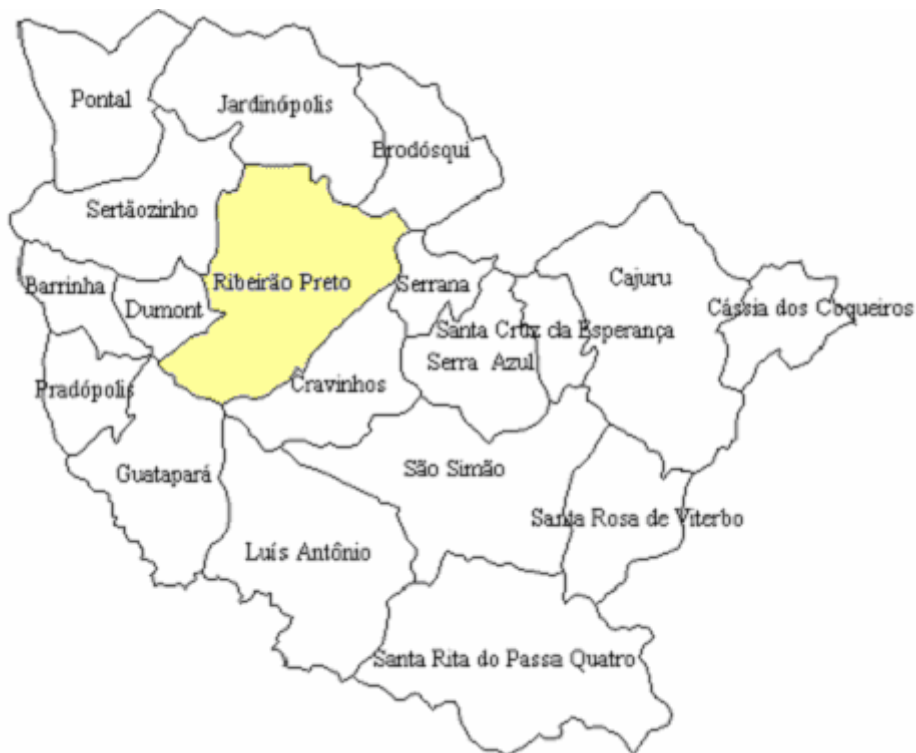 Pontal
Jardinópolis
Brodósqui
Sertãozinho
Ribeirão Preto
Barrinha
Dumont
Serrana
Cajuru
Cássia dos Coqueiros
Santa Cruz da Esperança
Serra Azul
Pradópolis
Cravinhos
Guatapará
São Simão
Santa Rosa de Viterbo
Luís Antônio
Santa Rita do Passa Quatro